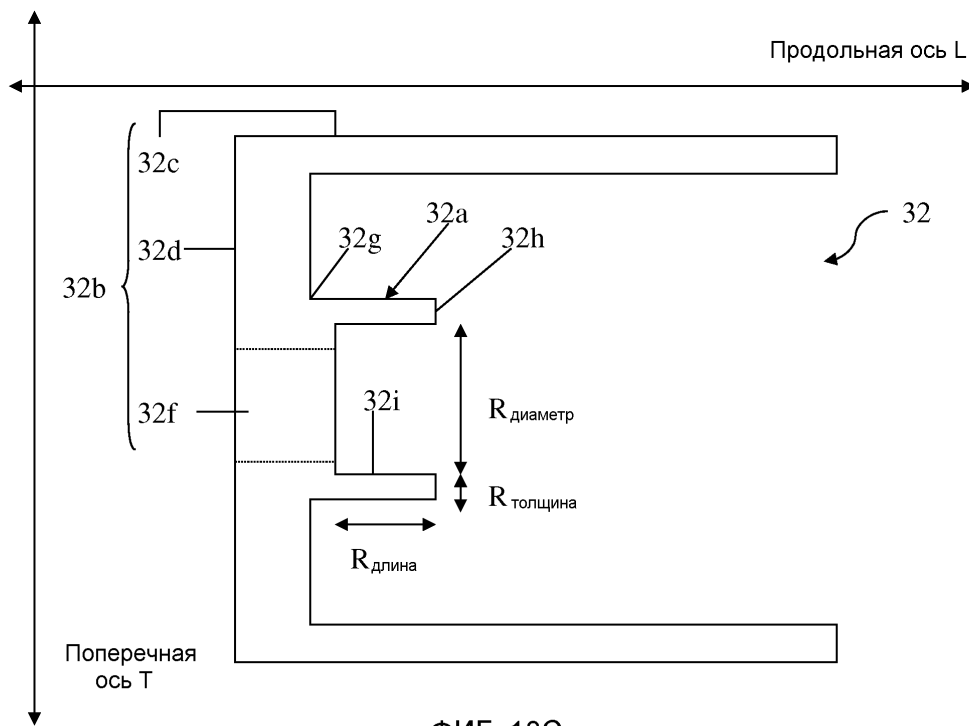 Продольная ось L
32c
32a
32
32g
32h
32d
32b
32i
32f
R диаметр
R толщина
R длина
Поперечная
ось T